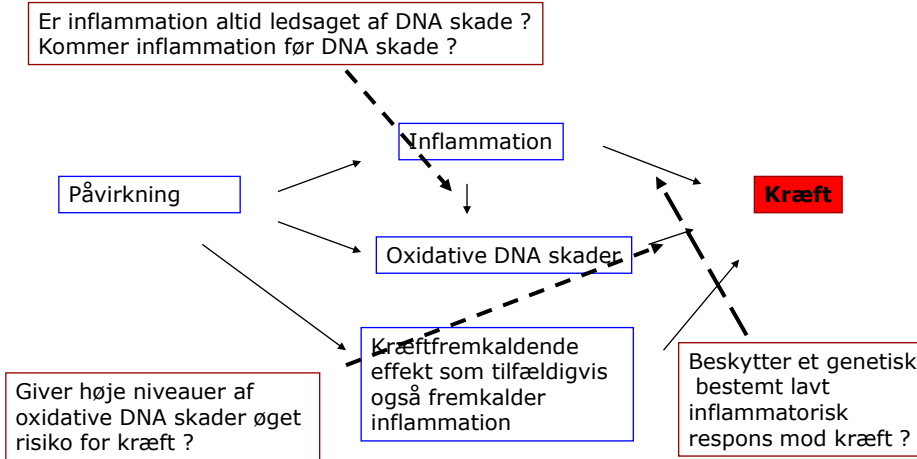 Er inflammation altid ledsaget af DNA skade ?
Kommer inflammation før DNA skade ?
Inflammation
Påvirkning
Kræft
Oxidative DNA skader
Kræftfremkaldende
effekt som tilfældigvis
også fremkalder
inflammation
Giver høje niveauer af
oxidative DNA skader øget
risiko for kræft ?
Beskytter et genetisk
bestemt lavt
inflammatorisk
respons mod kræft ?